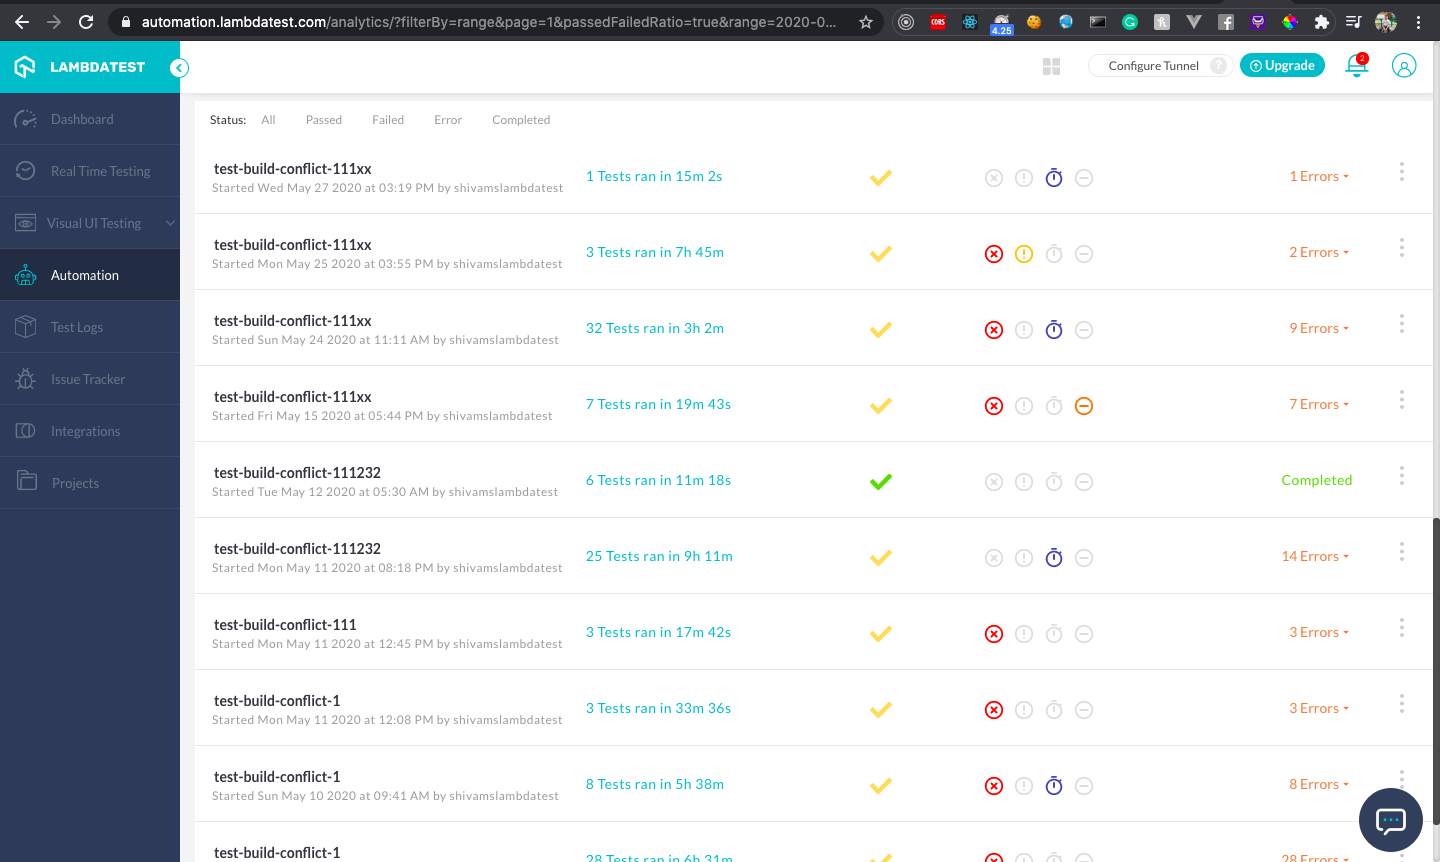 automation.lambdatest.com/analytics/?filterBy=range&page=1&passedFailedRatio=true&range=2020-0...
CORS
4.25
LAMBDATEST
Configure Tunnel ?
Upgrade
2
Dashboard
Real Time Testing
Visual UI Testing
Automation
Test Logs
Issue Tracker
Integrations
Projects
Status: All Passed Failed Error Completed
test-build-conflict-111xx
Started Wed May 27 2020 at 03:19 PM by shivamslambdatest
1 Tests ran in 15m 2s
1 Errors
test-build-conflict-111xx
Started Mon May 25 2020 at 03:55 PM by shivamslambdatest
3 Tests ran in 7h 45m
2 Errors
test-build-conflict-111xx
Started Sun May 24 2020 at 11:11 AM by shivamslambdatest
32 Tests ran in 3h 2m
9 Errors
test-build-conflict-111xx
Started Fri May 15 2020 at 05:44 PM by shivamslambdatest
7 Tests ran in 19m 43s
7 Errors
test-build-conflict-111232
Started Tue May 12 2020 at 05:30 AM by shivamslambdatest
6 Tests ran in 11m 18s
Completed
test-build-conflict-111232
Started Mon May 11 2020 at 08:18 PM by shivamslambdatest
25 Tests ran in 9h 11m
14 Errors
test-build-conflict-111
Started Mon May 11 2020 at 12:45 PM by shivamslambdatest
3 Tests ran in 17m 42s
3 Errors
test-build-conflict-1
Started Mon May 11 2020 at 12:08 PM by shivamslambdatest
3 Tests ran in 33m 36s
3 Errors
test-build-conflict-1
Started Sun May 10 2020 at 09:41 AM by shivamslambdatest
8 Tests ran in 5h 38m
8 Errors
test-build-conflict-1
28 Tests ran in 6h 31m
28 Errors